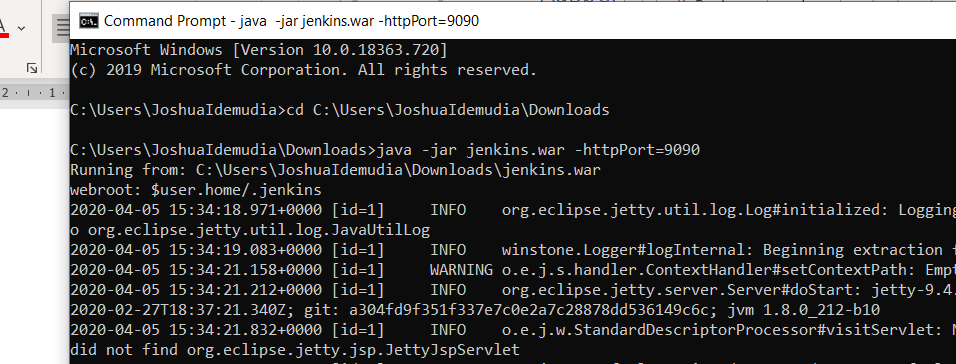 Command Prompt - java  -jar jenkins.war -httpPort=9090
Microsoft Windows [Version 10.0.18363.720]
(c) 2019 Microsoft Corporation. All rights reserved.
C:\Users\JoshuaIdemudia>cd C:\Users\JoshuaIdemudia\Downloads
2 · 1 ·
C:\Users\JoshuaIdemudia\Downloads>java -jar jenkins.war -httpPort=9090
Running from: C:\Users\JoshuaIdemudia\Downloads\jenkins.war
webroot: $user.home/.jenkins
2020-04-05 15:34:18.971+0000 [id=1]     INFO    org.eclipse.jetty.util.log.Log#initialized: Logging
o org.eclipse.jetty.util.log.JavaUtilLog
2020-04-05 15:34:19.083+0000 [id=1]     INFO    winstone.Logger#logInternal: Beginning extraction
2020-04-05 15:34:21.158+0000 [id=1]     WARNING o.e.j.s.handler.ContextHandler#setContextPath: Empt
2020-04-05 15:34:21.212+0000 [id=1]     INFO    org.eclipse.jetty.server.Server#doStart: jetty-9.4.
2020-02-27T18:37:21.340Z; git: a304fd9f351f337e7c0e2a7c28878dd536149c6c; jvm 1.8.0_212-b10
2020-04-05 15:34:21.832+0000 [id=1]     INFO    o.e.j.w.StandardDescriptorProcessor#visitServlet:
did not find org.eclipse.jetty.jsp.JettyJspServlet